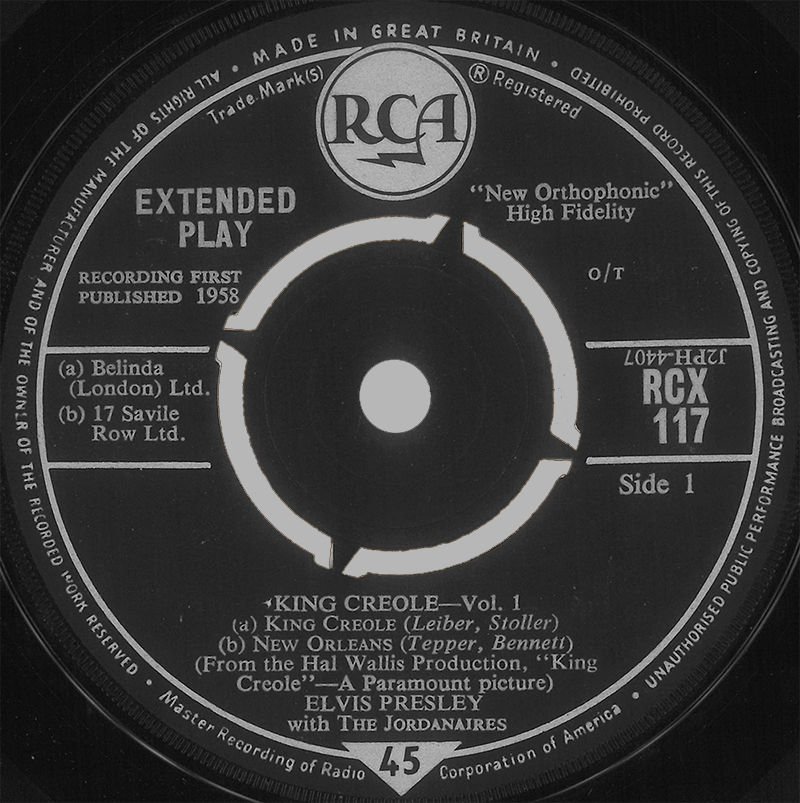 ALL RIGHTS OF THE MANUFACTURER AND OF THE OWNER OF THE RECORDED WORK RESERVED • MADE IN GREAT BRITAIN • UNAUTHORISED PUBLIC PERFORMANCE BROADCASTING AND COPYING OF THIS RECORD PROHIBITED
Trade Mark(s)
RCA
® Registered
EXTENDED
PLAY
"New Orthophonic"
High Fidelity
RECORDING FIRST
PUBLISHED 1958
O/T
(a) Belinda
(London) Ltd.
(b) 17 Savile
Row Ltd.
J2PH-4407
RCX
117
Side 1
KING CREOLE—Vol. 1
(a) KING CREOLE (Leiber, Stoller)
(b) NEW ORLEANS (Tepper, Bennett)
(From the Hal Wallis Production, "King
Creole"—A Paramount picture)
ELVIS PRESLEY
with THE JORDANAIRES
Master Recording of Radio Corporation of America
45